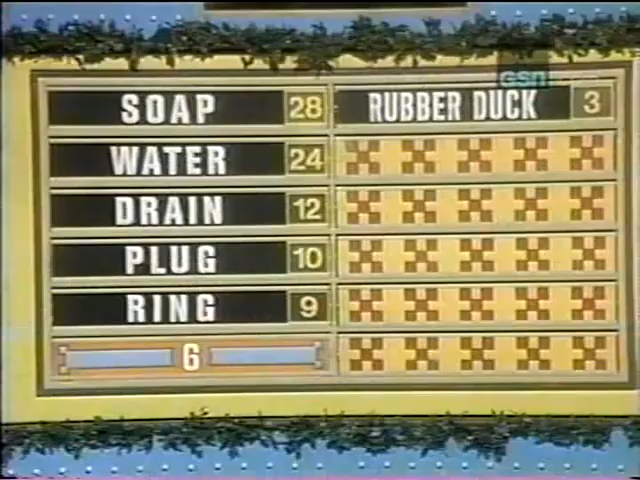 GSN
SOAP 28
WATER 24
DRAIN 12
PLUG 10
RING 9
6
RUBBER DUCK 3